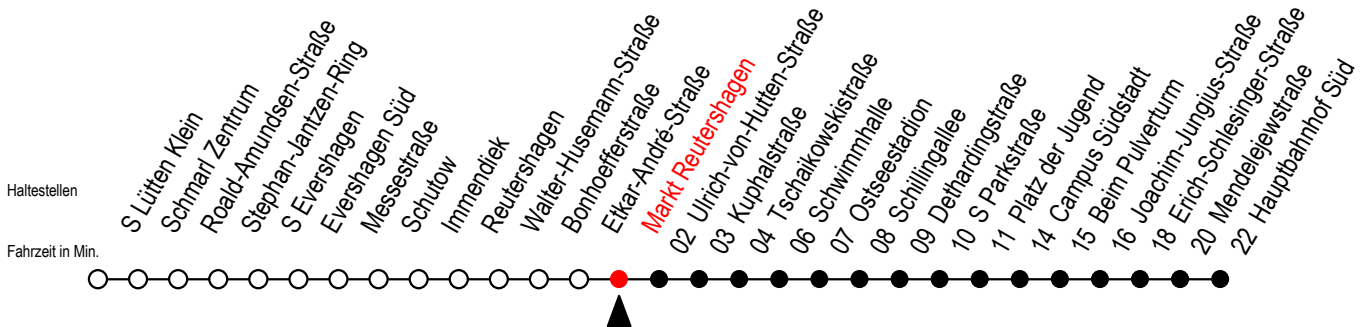 Haltestellen
Fahrzeit in Min.
S Lütten Klein
Schmarl Zentrum
Roald-Amundsen-Straße
Stephan-Jantzen-Ring
S Evershagen
Evershagen Süd
Messestraße
Schutow
Immendiek
Reutershagen
Walter-Husemann-Straße
Bonhoefferstraße
Etkar-André-Straße
Markt Reutershagen
02 Ulrich-von-Hutten-Straße
03 Kuphalstraße
04 Tschaikowskistraße
06 Schwimmhalle
07 Ostseestadion
08 Schillingallee
09 Dethardingstraße
10 S Parkstraße
11 Platz der Jugend
14 Campus Südstadt
15 Beim Pulverturm
16 Joachim-Jungius-Straße
18 Erich-Schlesinger-Straße
20 Mendelejewstraße
22 Hauptbahnhof Süd